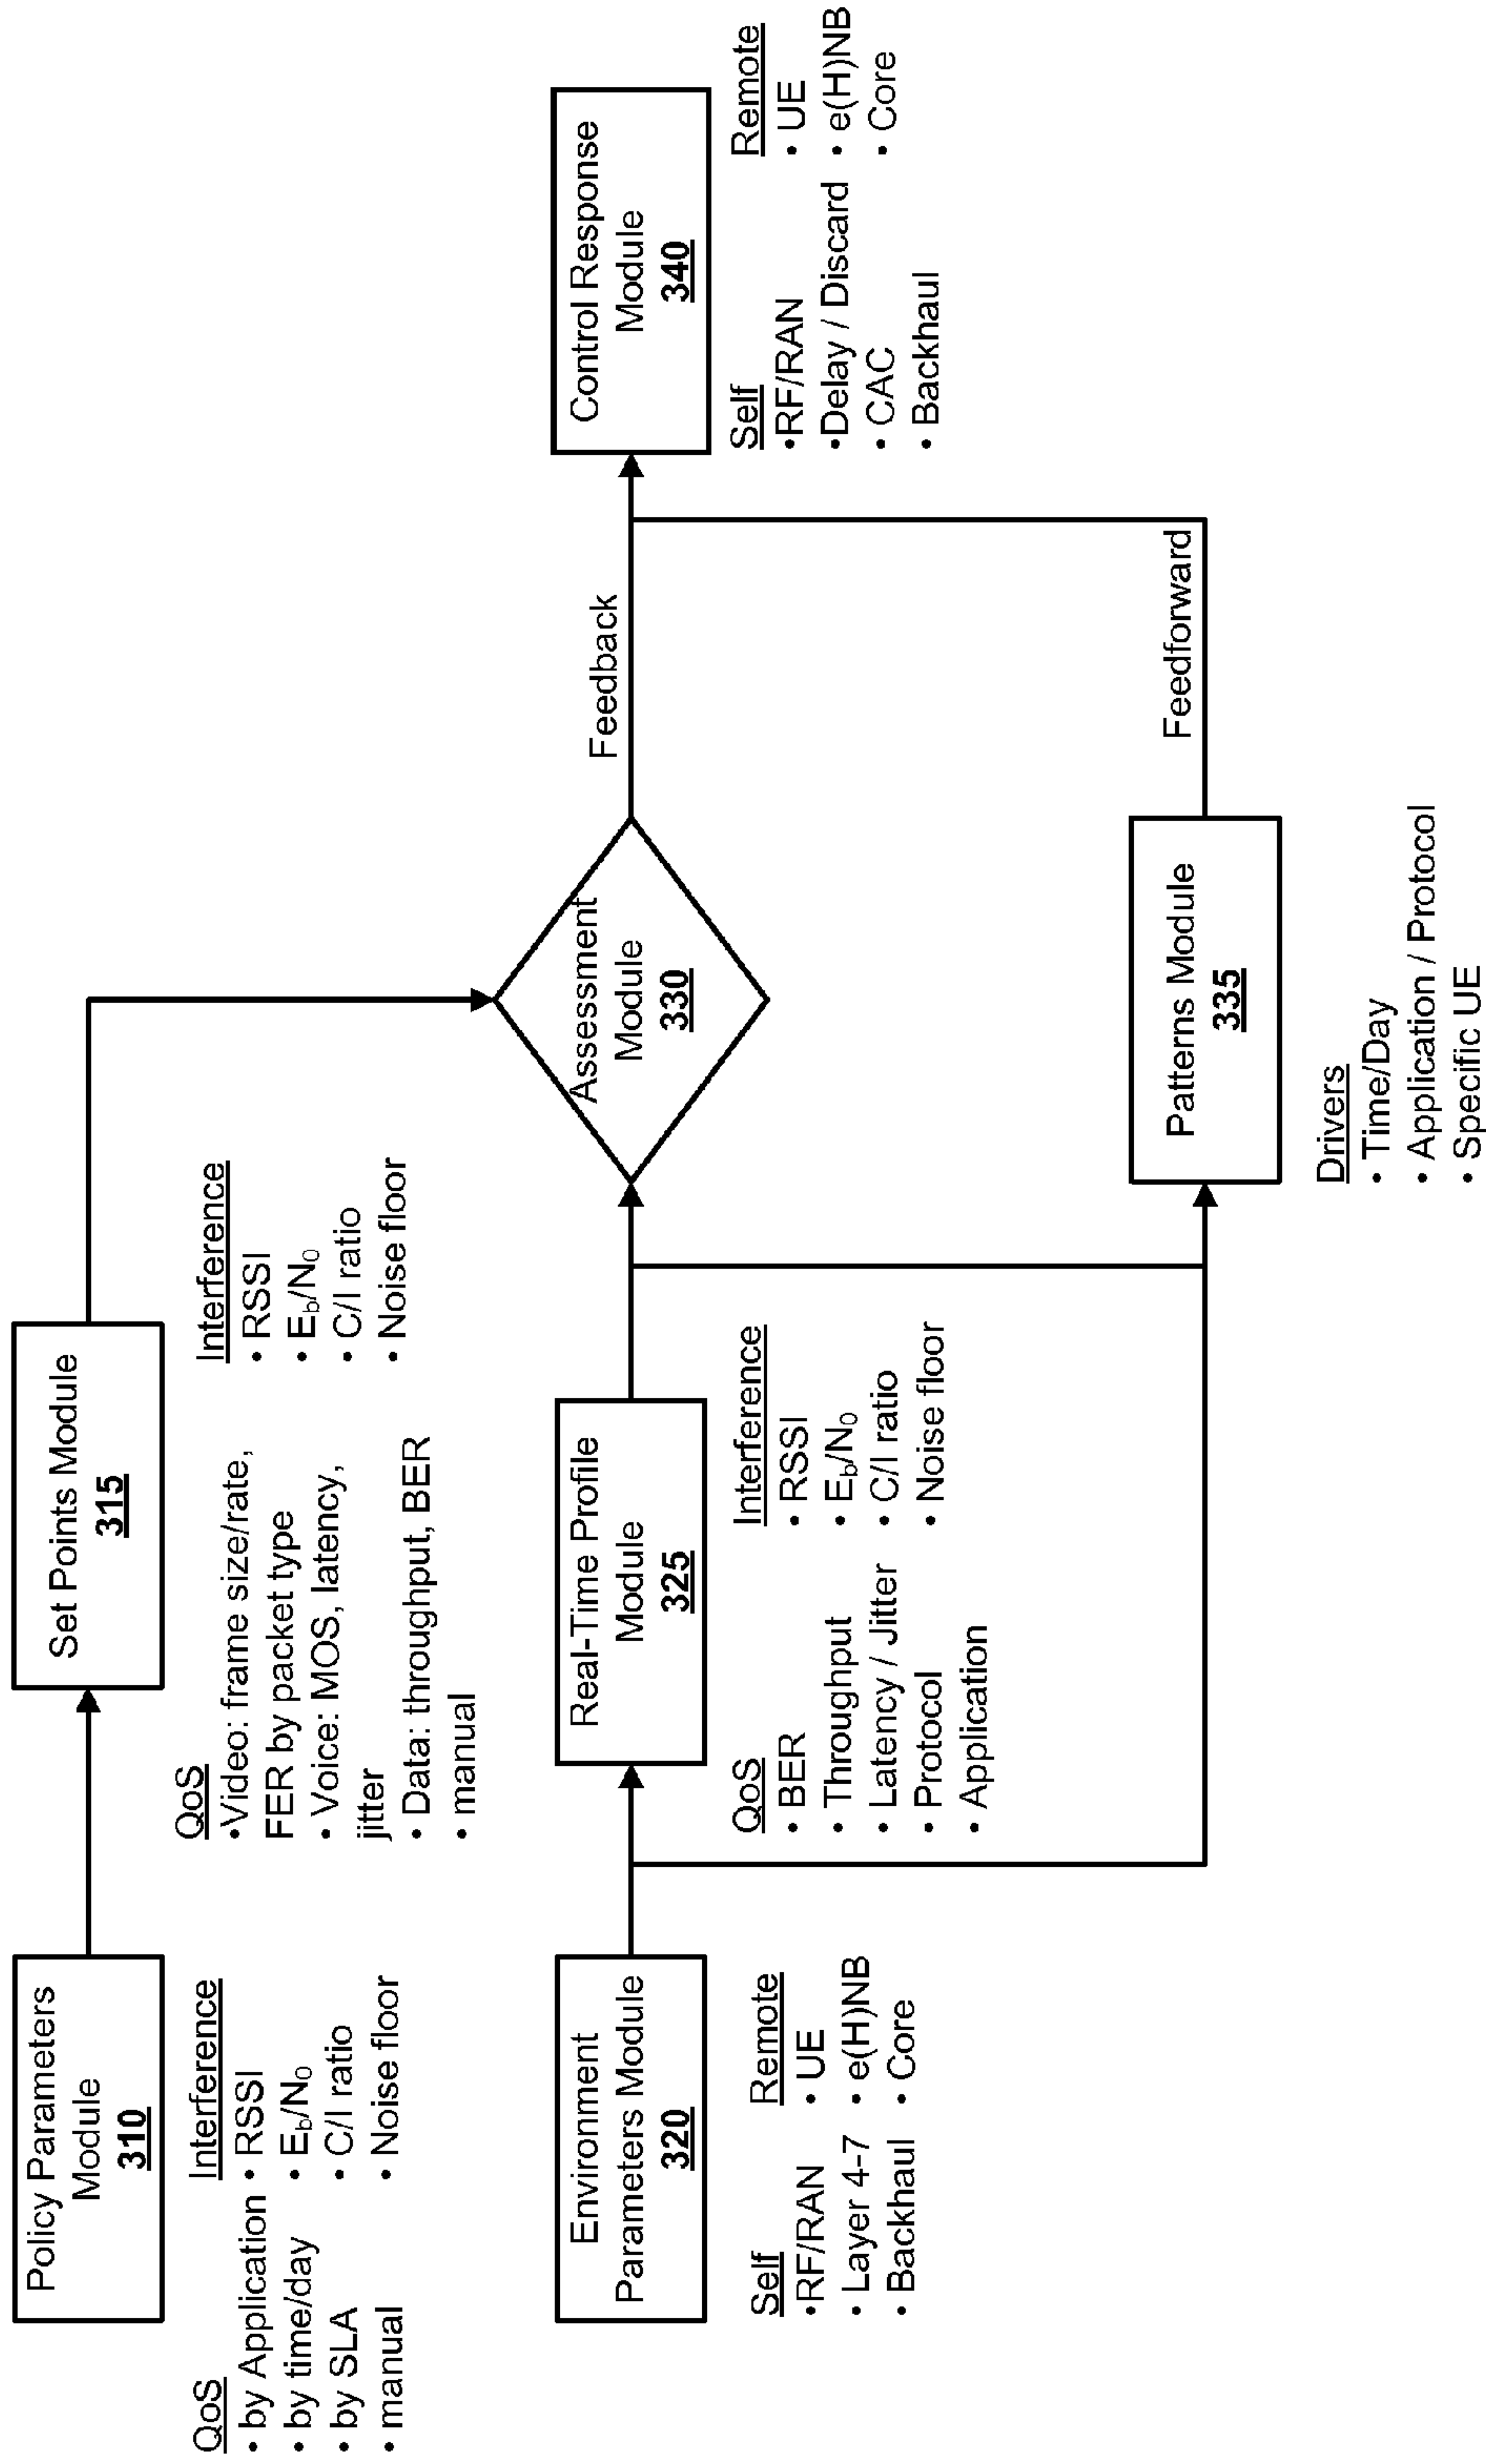 Policy Parameters
Module
310
QoS
• by Application
• by time/day
• by SLA
• manual
Interference
• RSSI
• Eb/N0
• C/I ratio
• Noise floor
Set Points Module
315
QoS
•Video: frame size/rate,
FER by packet type
• Voice: MOS, latency,
jitter
• Data: throughput, BER
• manual
Interference
• RSSI
• Eb/N0
• C/I ratio
• Noise floor
Environment
Parameters Module
320
Self
•RF/RAN
• Layer 4-7
• Backhaul
Remote
• UE
• e(H)NB
• Core
Real-Time Profile
Module
325
QoS
• BER
• Throughput
• Latency / Jitter
• Protocol
• Application
Interference
• RSSI
• Eb/N0
• C/I ratio
• Noise floor
Assessment
Module
330
Feedback
Control Response
Module
340
Self
•RF/RAN
•Delay / Discard
• CAC
• Backhaul
Remote
• UE
• e(H)NB
• Core
Patterns Module
335
Drivers
• Time/Day
• Application / Protocol
• Specific UE
Feedforward